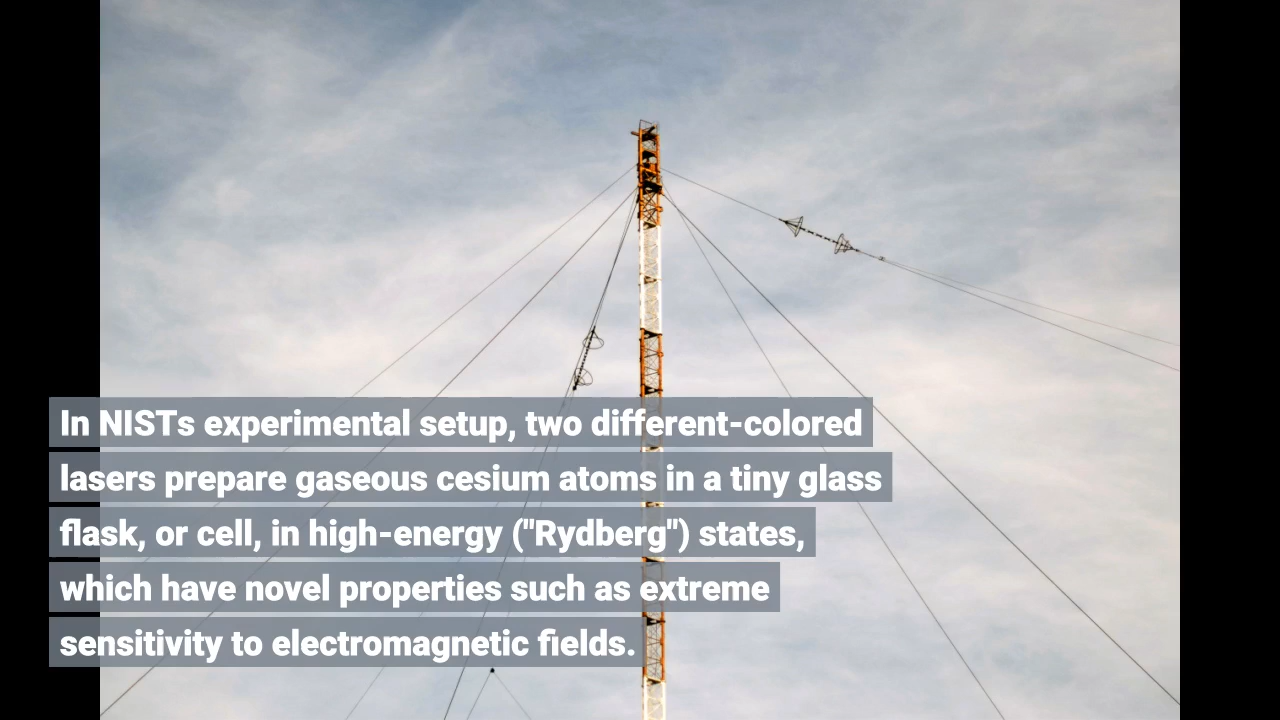 In NISTs experimental setup, two different-colored
lasers prepare gaseous cesium atoms in a tiny glass
flask, or cell, in high-energy ("Rydberg") states,
which have novel properties such as extreme
sensitivity to electromagnetic fields.